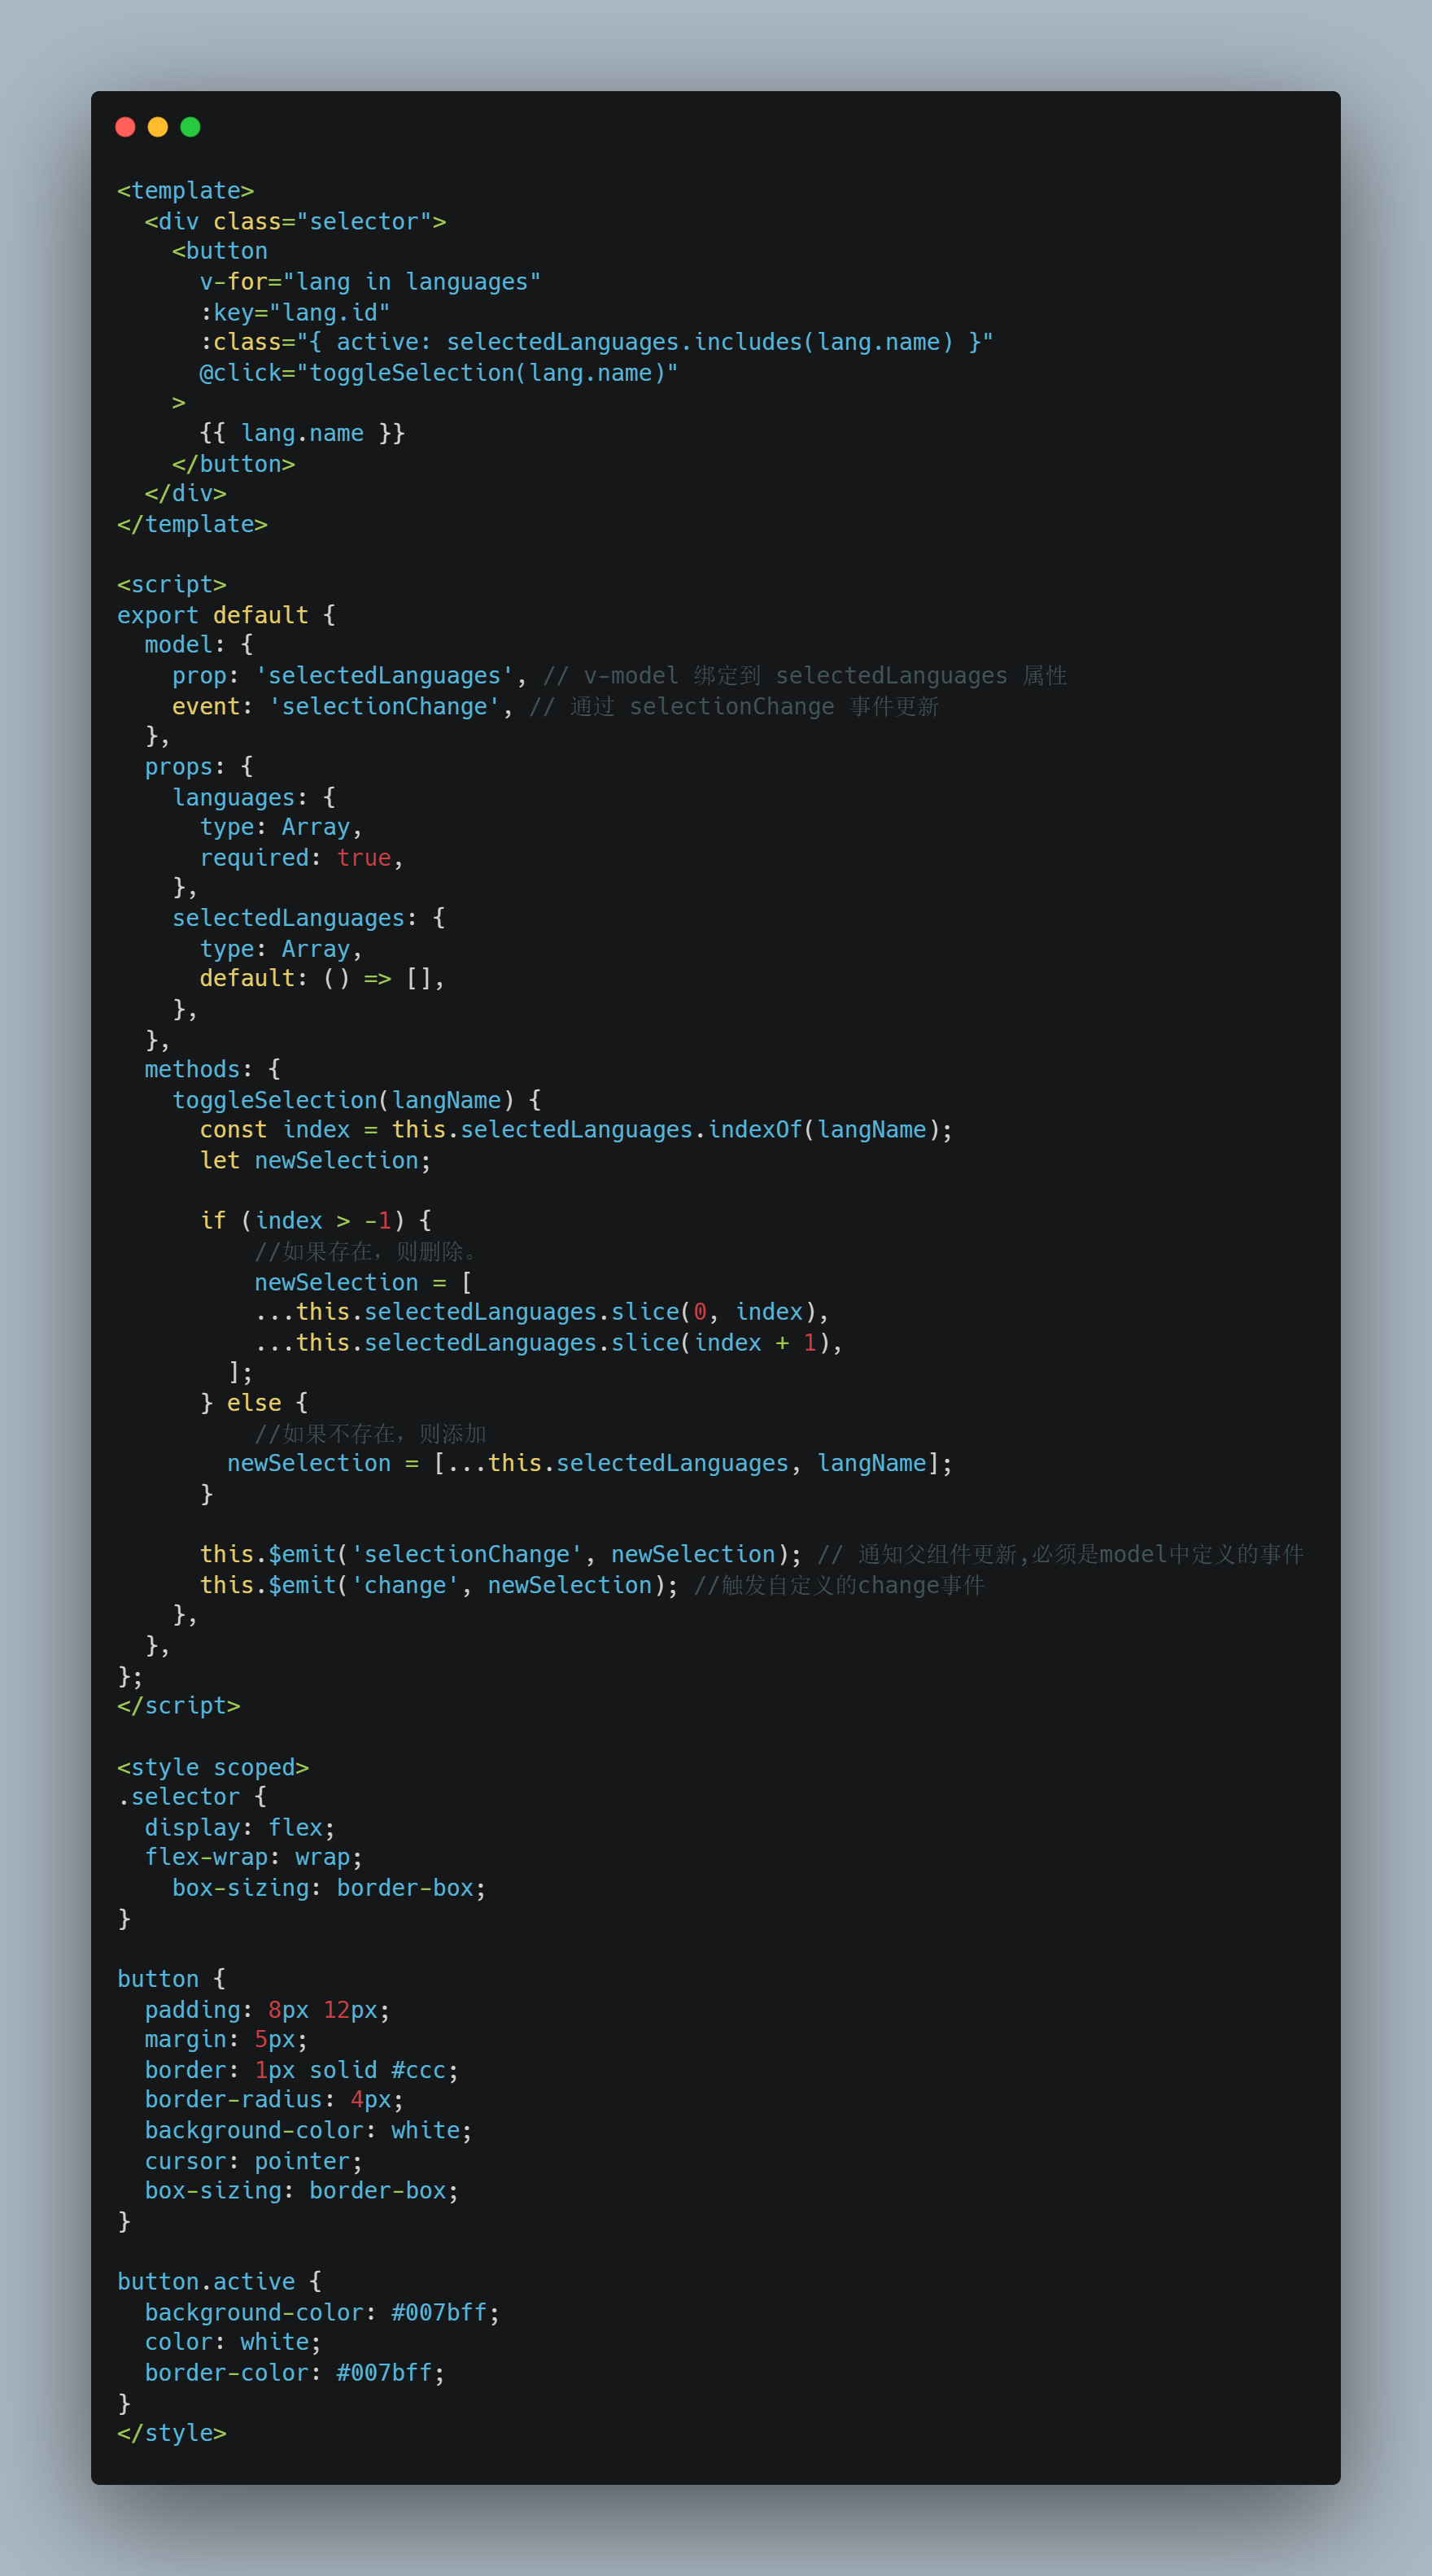 <template>
  <div class="selector">
    <button
      v-for="lang in languages"
      :key="lang.id"
      :class="{ active: selectedLanguages.includes(lang.name) }"
      @click="toggleSelection(lang.name)"
    >
      {{ lang.name }}
    </button>
  </div>
</template>

<script>
export default {
  model: {
    prop: 'selectedLanguages', // v-model 绑定到 selectedLanguages 属性
    event: 'selectionChange', // 通过 selectionChange 事件更新
  },
  props: {
    languages: {
      type: Array,
      required: true,
    },
    selectedLanguages: {
      type: Array,
      default: () => [],
    },
  },
  methods: {
    toggleSelection(langName) {
      const index = this.selectedLanguages.indexOf(langName);
      let newSelection;

      if (index > -1) {
          //如果存在，则删除。
          newSelection = [
          ...this.selectedLanguages.slice(0, index),
          ...this.selectedLanguages.slice(index + 1),
        ];
      } else {
          //如果不存在，则添加
        newSelection = [...this.selectedLanguages, langName];
      }

      this.$emit('selectionChange', newSelection); // 通知父组件更新,必须是model中定义的事件
      this.$emit('change', newSelection); //触发自定义的change事件
    },
  },
};
</script>

<style scoped>
.selector {
  display: flex;
  flex-wrap: wrap;
    box-sizing: border-box;
}

button {
  padding: 8px 12px;
  margin: 5px;
  border: 1px solid #ccc;
  border-radius: 4px;
  background-color: white;
  cursor: pointer;
  box-sizing: border-box;
}

button.active {
  background-color: #007bff;
  color: white;
  border-color: #007bff;
}
</style>